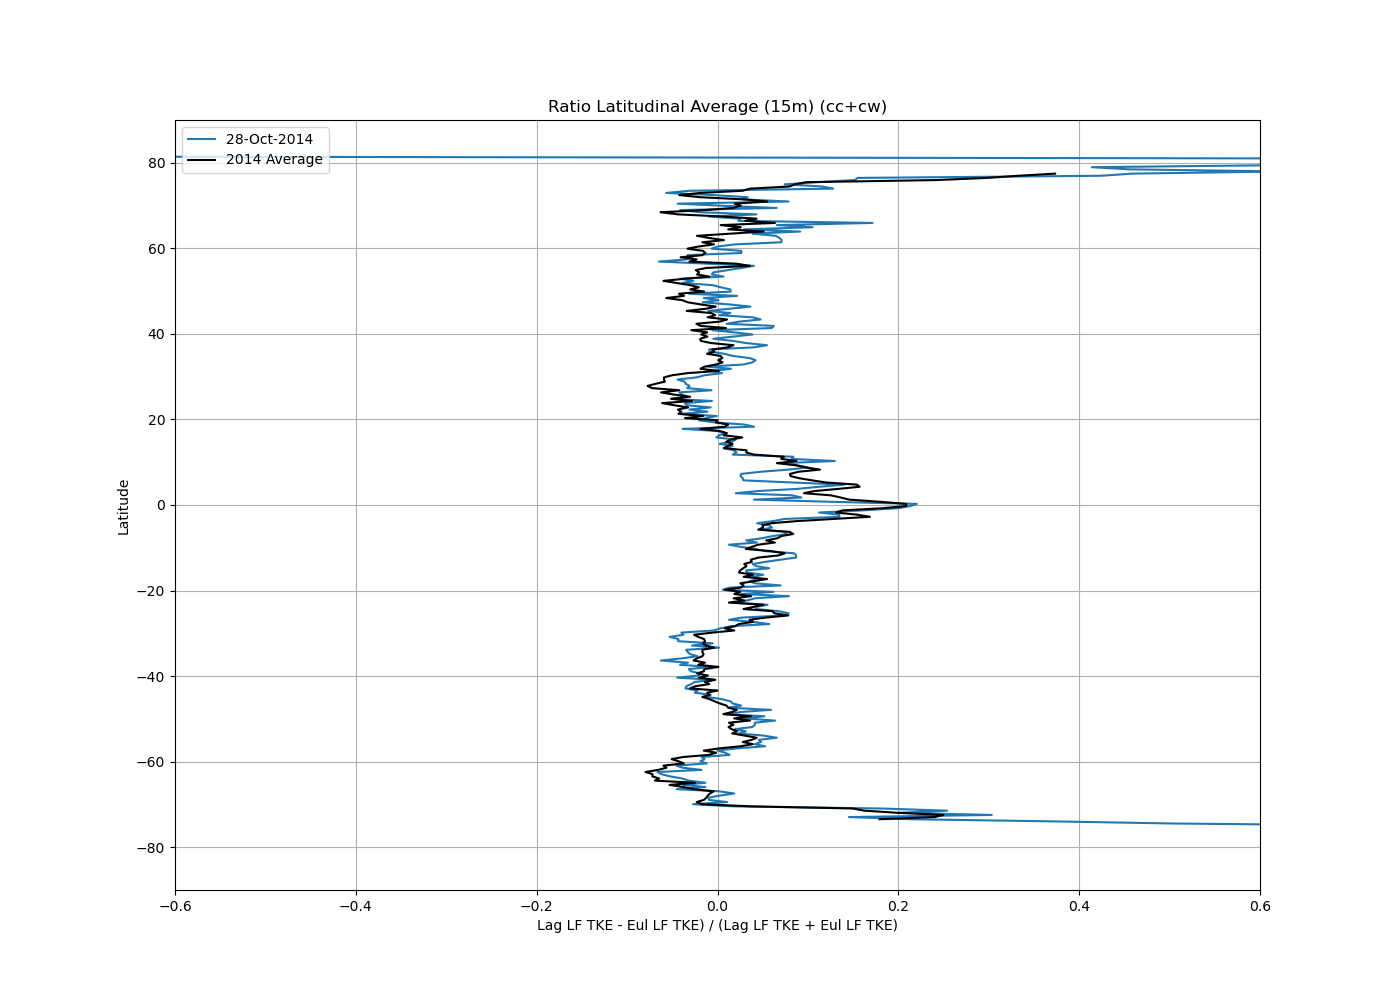 Ratio Latitudinal Average (15m) (cc+cw)
28-Oct-2014
2014 Average
80
60
40
20
0
−20
−40
−60
−80
Latitude
−0.6 −0.4 −0.2 0.0 0.2 0.4 0.6
Lag LF TKE - Eul LF TKE) / (Lag LF TKE + Eul LF TKE)